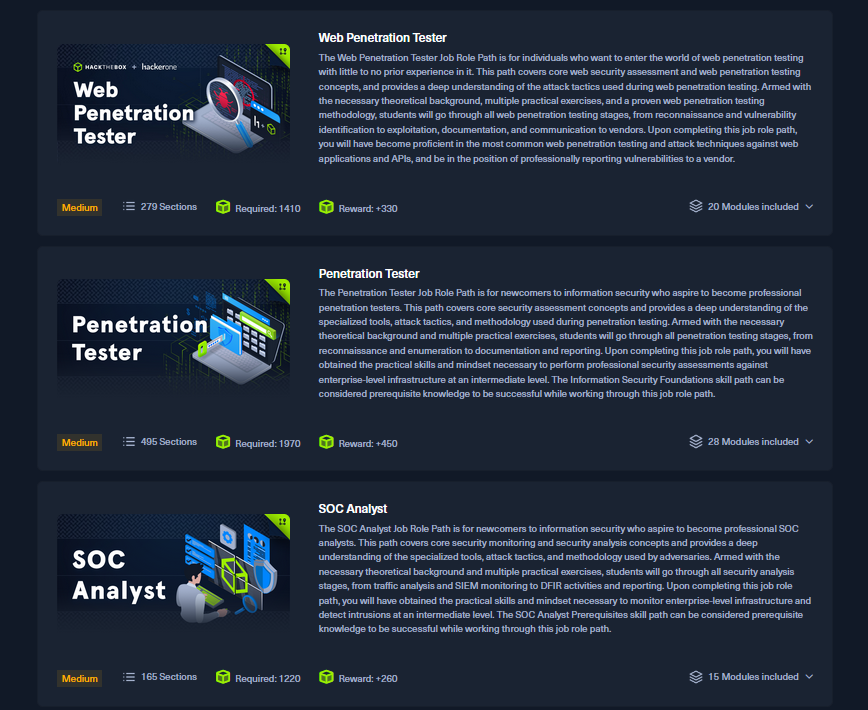 Web Penetration Tester
HACKTHEBOX + hackerone
Web
Penetration
Tester
The Web Penetration Tester Job Role Path is for individuals who want to enter the world of web penetration testing
with little to no prior experience in it. This path covers core web security assessment and web penetration testing
concepts, and provides a deep understanding of the attack tactics used during web penetration testing. Armed with
the necessary theoretical background, multiple practical exercises, and a proven web penetration testing
methodology, students will go through all web penetration testing stages, from reconnaissance and vulnerability
identification to exploitation, documentation, and communication to vendors. Upon completing this job role path,
you will have become proficient in the most common web penetration testing and attack techniques against web
applications and APIs, and be in the position of professionally reporting vulnerabilities to a vendor.
Medium 279 Sections Required: 1410 Reward: +330 20 Modules included
Penetration Tester
Penetration
Tester
The Penetration Tester Job Role Path is for newcomers to information security who aspire to become professional
penetration testers. This path covers core security assessment concepts and provides a deep understanding of the
specialized tools, attack tactics, and methodology used during penetration testing. Armed with the necessary
theoretical background and multiple practical exercises, students will go through all penetration testing stages, from
reconnaissance and enumeration to documentation and reporting. Upon completing this job role path, you will have
obtained the practical skills and mindset necessary to perform professional security assessments against
enterprise-level infrastructure at an intermediate level. The Information Security Foundations skill path can be
considered prerequisite knowledge to be successful while working through this job role path.
Medium 495 Sections Required: 1970 Reward: +450 28 Modules included
SOC Analyst
SOC
Analyst
The SOC Analyst Job Role Path is for newcomers to information security who aspire to become professional SOC
analysts. This path covers core security monitoring and security analysis concepts and provides a deep
understanding of the specialized tools, attack tactics, and methodology used by adversaries. Armed with the
necessary theoretical background and multiple practical exercises, students will go through all security analysis
stages, from traffic analysis and SIEM monitoring to DFIR activities and reporting. Upon completing this job role
path, you will have obtained the practical skills and mindset necessary to monitor enterprise-level infrastructure and
detect intrusions at an intermediate level. The SOC Analyst Prerequisites skill path can be considered prerequisite
knowledge to be successful while working through this job role path.
Medium 165 Sections Required: 1220 Reward: +260 15 Modules included